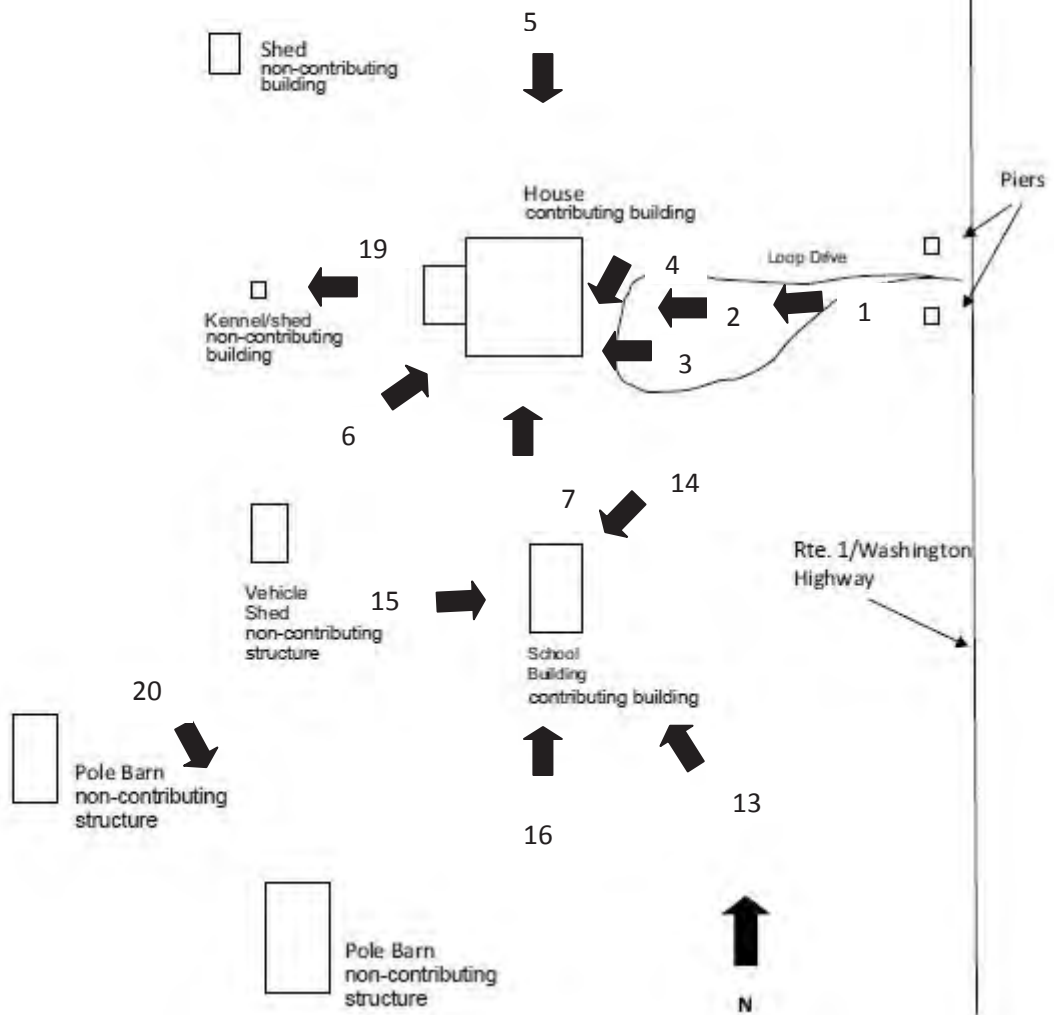 5
Shed
non-contributing
building
House
contributing building
Piers
19
4
Loop Drive
2
1
Kennel/shed
non-contributing
building
3
6
7
14
Rte. 1/Washington
Highway
Vehicle
Shed
non-contributing
structure
15
School
Building
contributing building
20
Pole Barn
non-contributing
structure
13
16
Pole Barn
non-contributing
structure
N